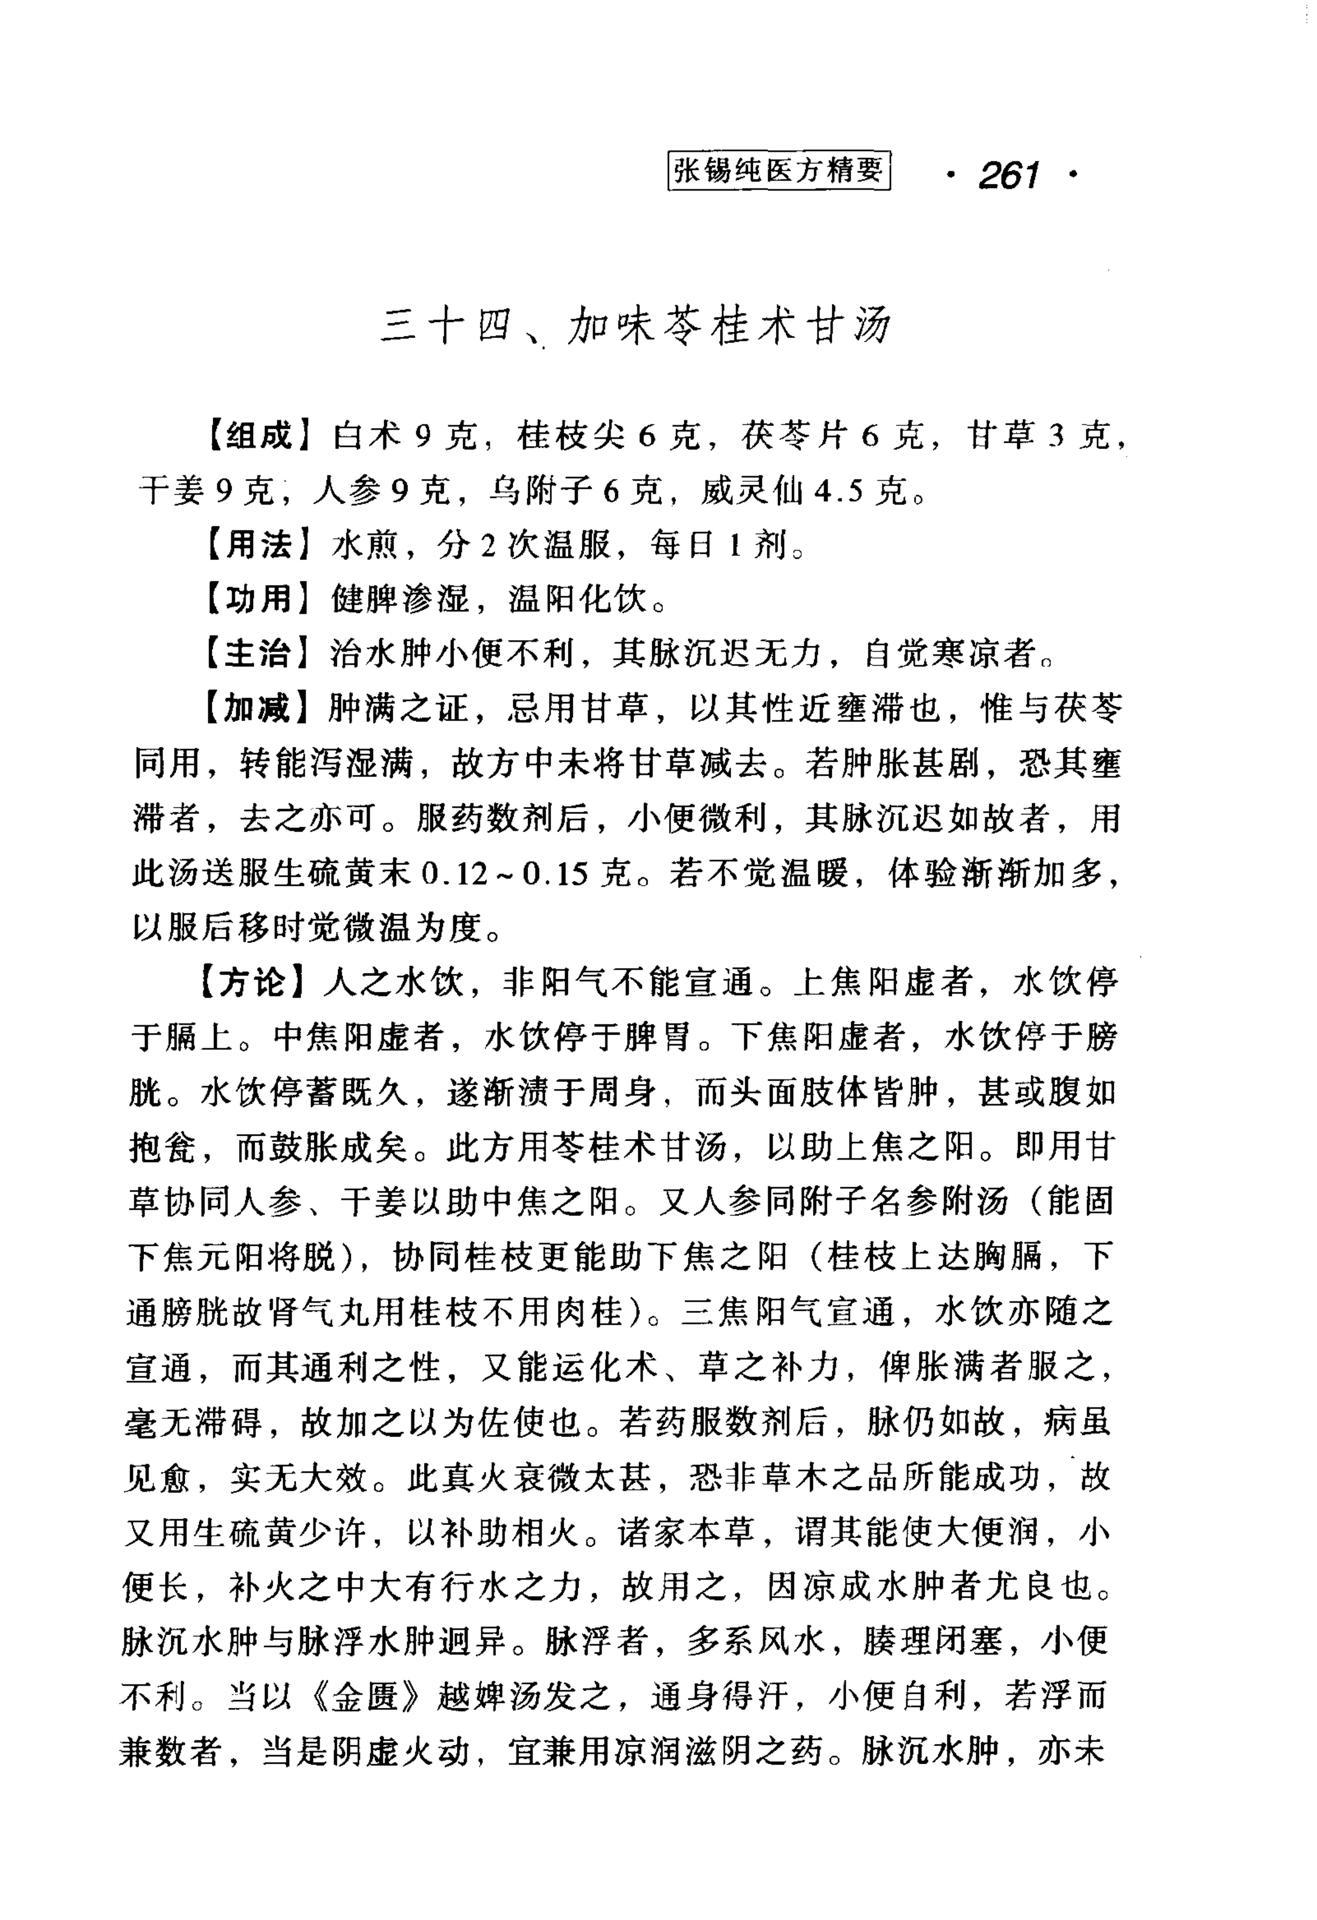 张锡纯医方精要 · 261 ·
三十四、加味苓桂术甘汤
【组成】白术 9 克，桂枝尖 6 克，茯苓片 6 克，甘草 3 克，
干姜 9 克，人参 9 克，乌附子 6 克，威灵仙 4.5 克。
【用法】水煎，分 2 次温服，每日 1 剂。
【功用】健脾渗湿，温阳化饮。
【主治】治水肿小便不利，其脉沉迟无力，自觉寒凉者。
【加减】肿满之证，忌用甘草，以其性近壅滞也，惟与茯苓
同用，转能泻湿满，故方中未将甘草减去。若肿胀甚剧，恐其壅
滞者，去之亦可。服药数剂后，小便微利，其脉沉迟如故者，用
此汤送服生硫黄末 0.12～0.15 克。若不觉温暖，体验渐渐加多，
以服后移时觉微温为度。
【方论】人之水饮，非阳气不能宣通。上焦阳虚者，水饮停
于膈上。中焦阳虚者，水饮停于脾胃。下焦阳虚者，水饮停于膀
胱。水饮停蓄既久，遂渐渍于周身，而头面肢体皆肿，甚或腹如
抱瓮，而鼓胀成矣。此方用苓桂术甘汤，以助上焦之阳。即用甘
草协同人参、干姜以助中焦之阳。又人参同附子名参附汤（能固
下焦元阳将脱），协同桂枝更能助下焦之阳（桂枝上达胸膈，下
通膀胱故肾气丸用桂枝不用肉桂）。三焦阳气宣通，水饮亦随之
宣通，而其通利之性，又能运化术、草之补力，俾胀满者服之，
毫无滞碍，故加之以为佐使也。若药服数剂后，脉仍如故，病虽
见愈，实无大效。此真火衰微太甚，恐非草木之品所能成功，故
又用生硫黄少许，以补助相火。诸家本草，谓其能使大便润，小
便长，补火之中大有行水之力，故用之，因凉成水肿者尤良也。
脉沉水肿与脉浮水肿迥异。脉浮者，多系风水，腠理闭塞，小便
不利。当以《金匮》越婢汤发之，通身得汗，小便自利，若浮而
兼数者，当是阴虚火动，宜兼用凉润滋阴之药。脉沉水肿，亦未